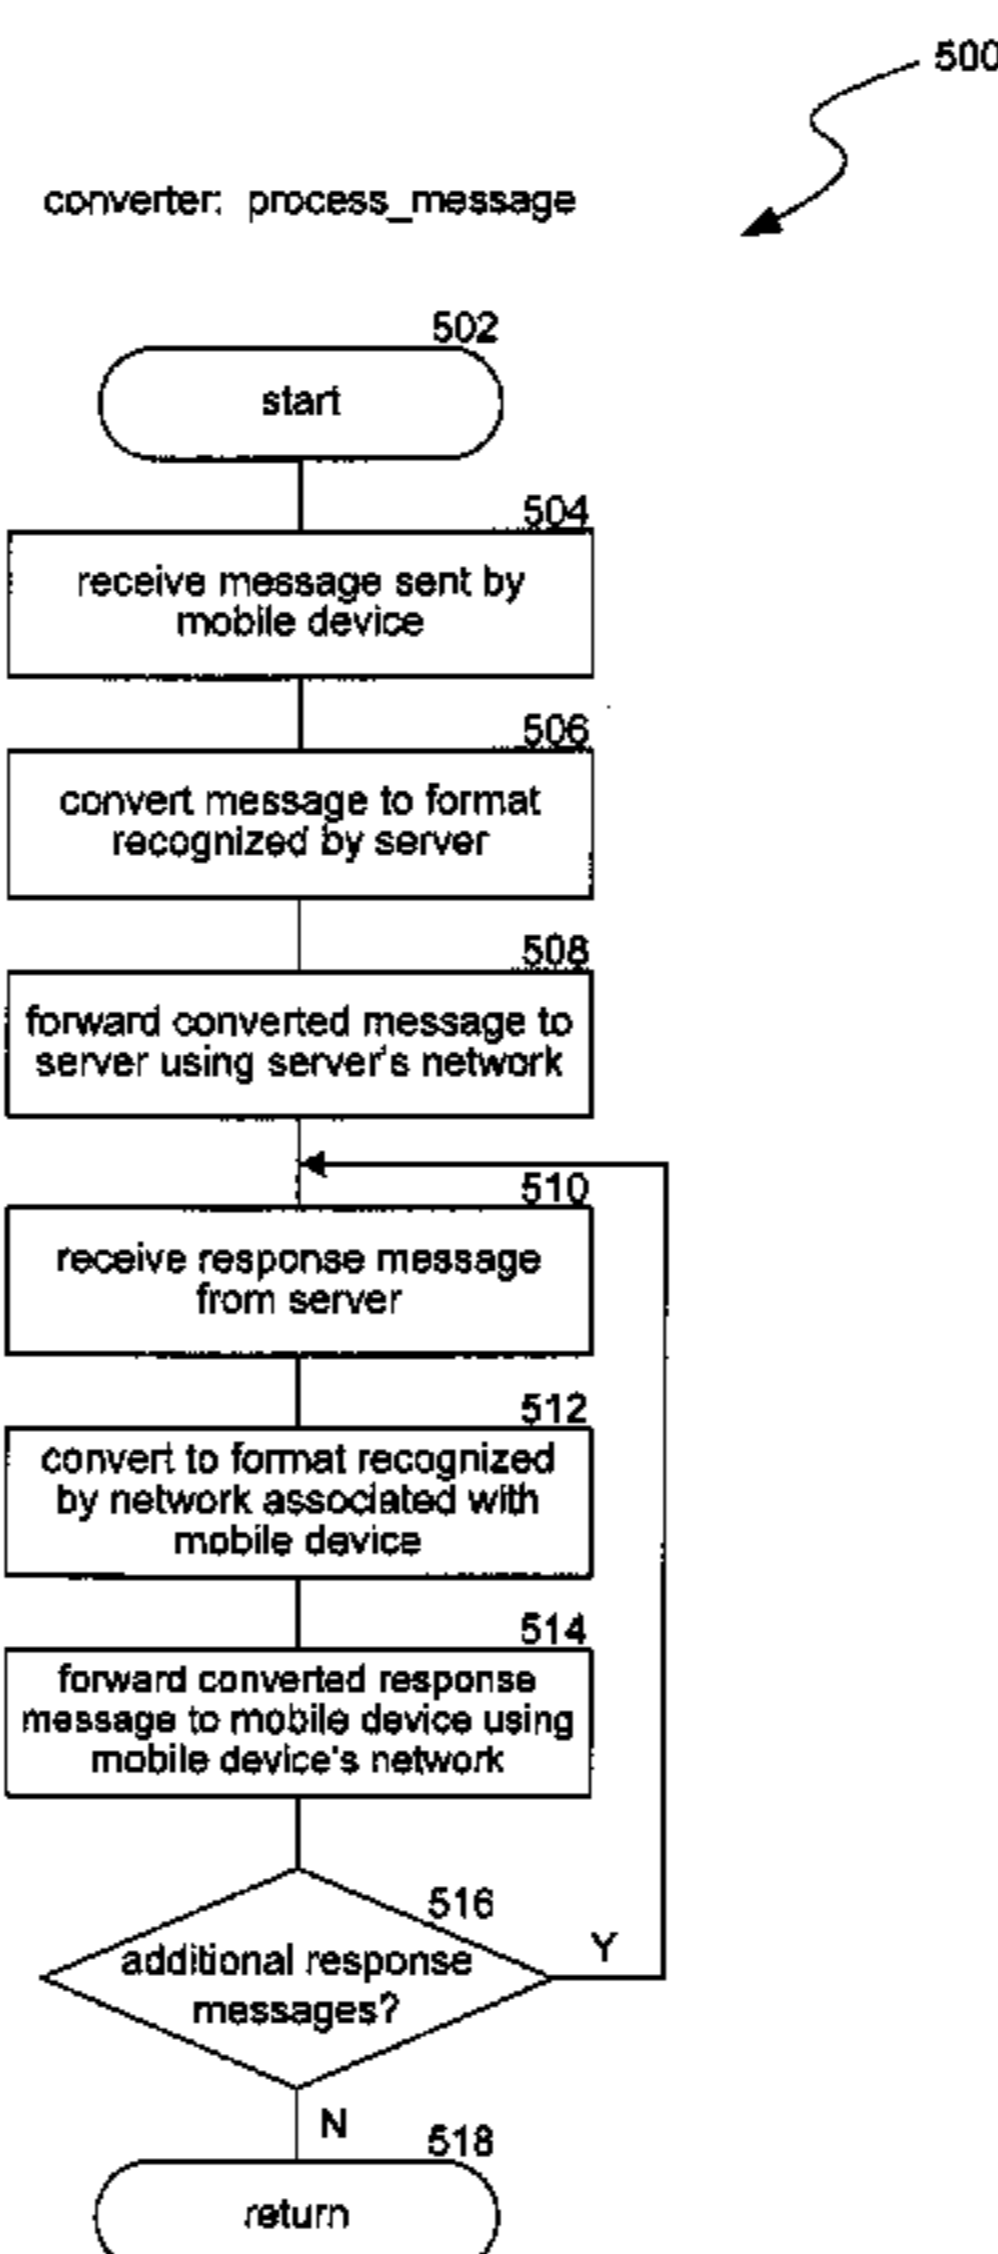 500
converter: process_message
502
start
504
receive message sent by
mobile device
506
convert message to format
recognized by server
508
forward converted message to
server using server's network
510
receive response message
from server
512
convert to format recognized
by network associated with
mobile device
514
forward converted response
message to mobile device using
mobile device's network
516
additional response
messages?
Y
N
518
return